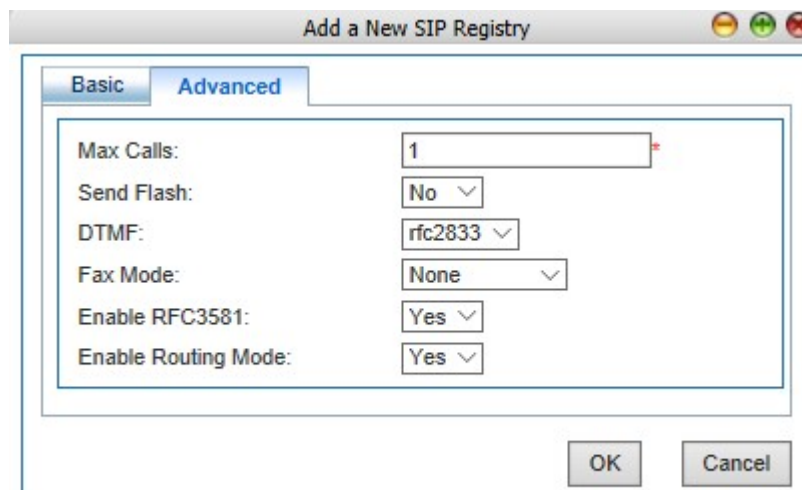 Add a New SIP Registry
Basic Advanced
Max Calls: 1 *
Send Flash: No
DTMF: rfc2833
Fax Mode: None
Enable RFC3581: Yes
Enable Routing Mode: Yes
OK Cancel